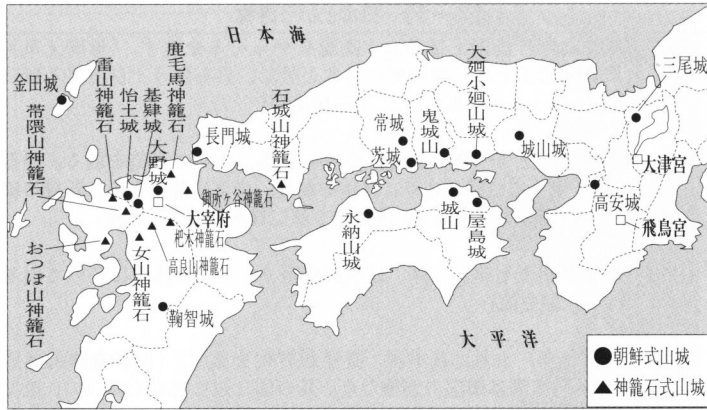 日本海
金田城
雷山神籠石
怡土城
基肄城
鹿毛馬神籠石
大野城
帯隈山神籠石
おつぼ山神籠石
長門城
石城山神籠石
御所ヶ谷神籠石
大宰府
杷木神籠石
高良山神籠石
女山神籠石
鞠智城
常城
茨城
鬼城山
大廻小廻山城
城山城
三尾城
大津宮
高安城
飛鳥宮
永納山城
城山
屋島城
太平洋
●朝鮮式山城
▲神籠石式山城